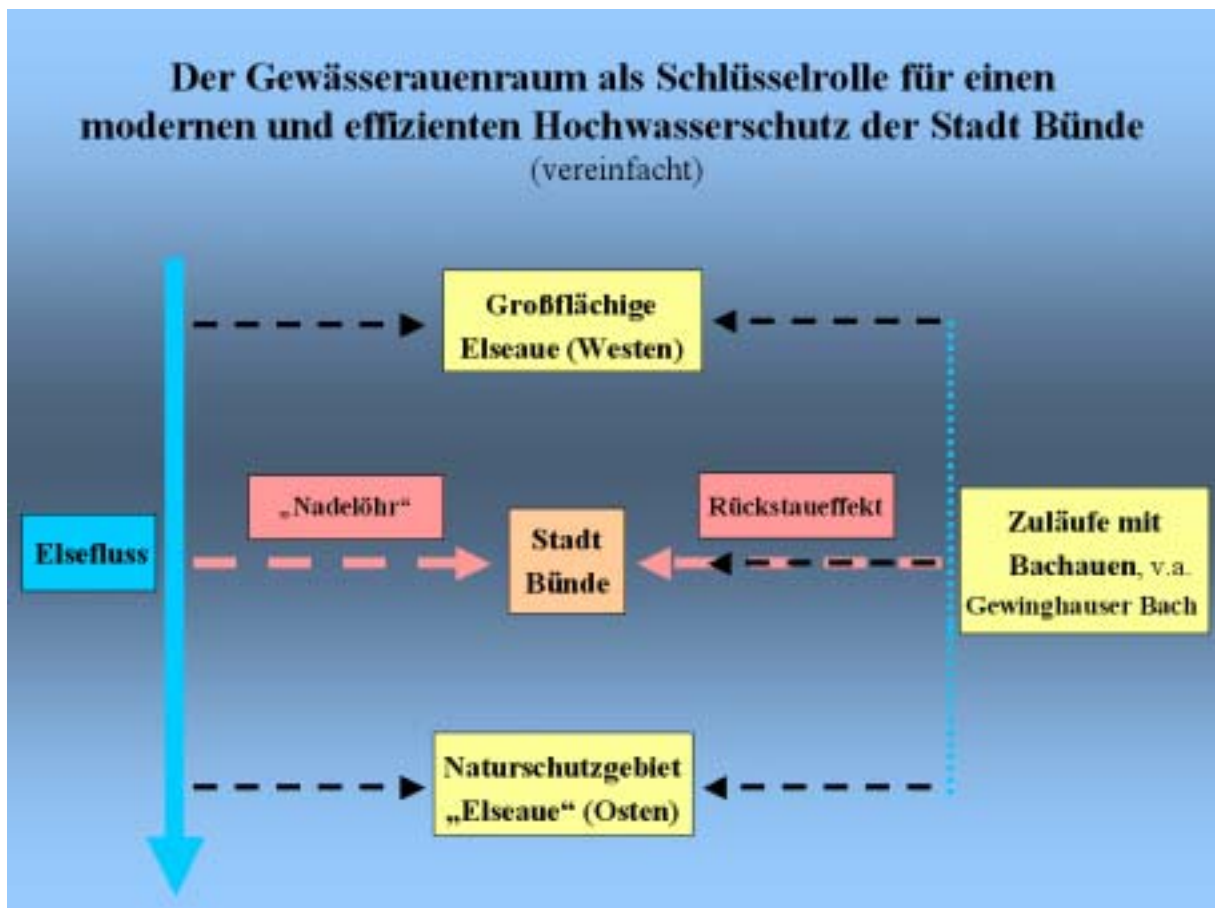 Der Gewässerauenraum als Schlüsselrolle für einen
modernen und effizienten Hochwasserschutz der Stadt Bünde
(vereinfacht)
Großflächige
Elseaue (Westen)
„Nadelöhr“
Rückstaueffekt
Elsefluss
Stadt
Bünde
Zuläufe mit
Bachauen, v.a.
Gewinghauser Bach
Naturschutzgebiet
„Elseaue“ (Osten)